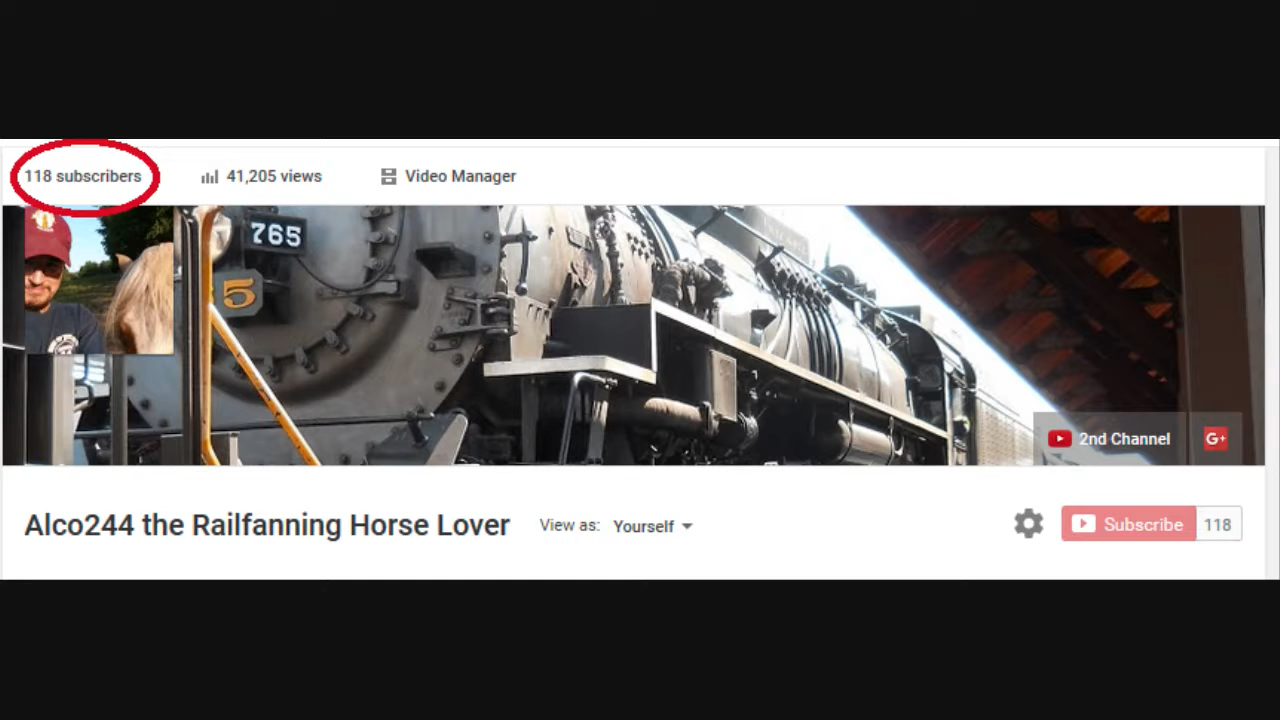 118 subscribers 41,205 views Video Manager
765
5
2nd Channel G+
Alco244 the Railfanning Horse Lover View as: Yourself Subscribe 118